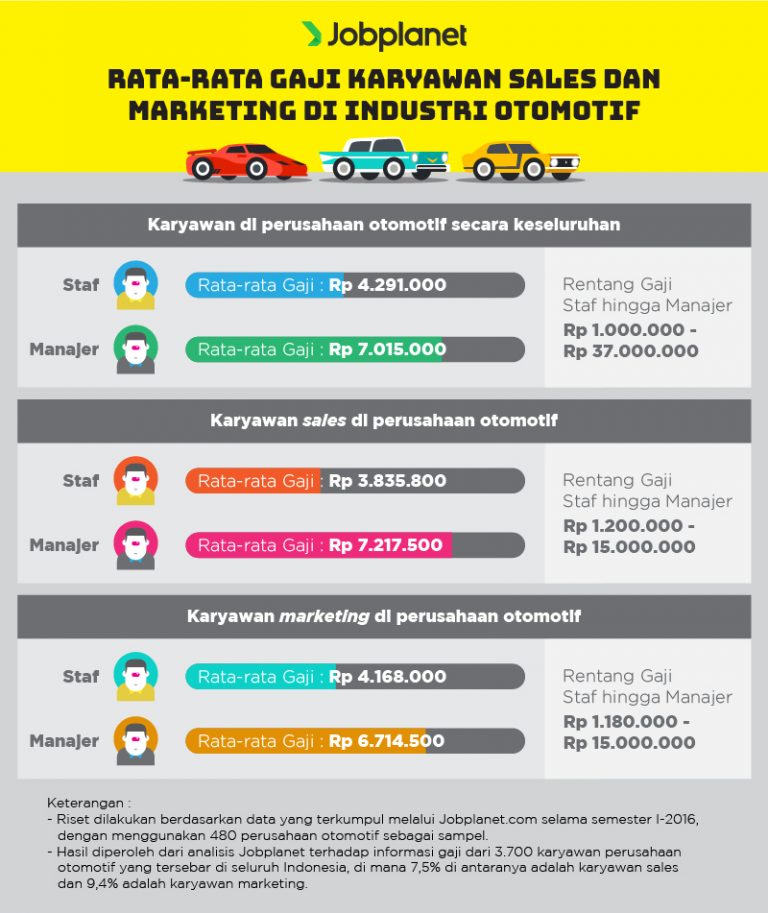 Jobplanet
RATA-RATA GAJI KARYAWAN SALES DAN
MARKETING DI INDUSTRI OTOMOTIF
Karyawan di perusahaan otomotif secara keseluruhan
Staf
Rata-rata Gaji : Rp 4.291.000
Manajer
Rata-rata Gaji : Rp 7.015.000
Rentang Gaji
Staf hingga Manajer
Rp 1.000.000 -
Rp 37.000.000
Karyawan sales di perusahaan otomotif
Staf
Rata-rata Gaji : Rp 3.835.800
Manajer
Rata-rata Gaji : Rp 7.217.500
Rentang Gaji
Staf hingga Manajer
Rp 1.200.000 -
Rp 15.000.000
Karyawan marketing di perusahaan otomotif
Staf
Rata-rata Gaji : Rp 4.168.000
Manajer
Rata-rata Gaji : Rp 6.714.500
Rentang Gaji
Staf hingga Manajer
Rp 1.180.000 -
Rp 15.000.000
Keterangan :
- Riset dilakukan berdasarkan data yang terkumpul melalui Jobplanet.com selama semester I-2016,
dengan menggunakan 480 perusahaan otomotif sebagai sampel.
- Hasil diperoleh dari analisis Jobplanet terhadap informasi gaji dari 3.700 karyawan perusahaan
otomotif yang tersebar di seluruh Indonesia, di mana 7,5% di antaranya adalah karyawan sales
dan 9,4% adalah karyawan marketing.